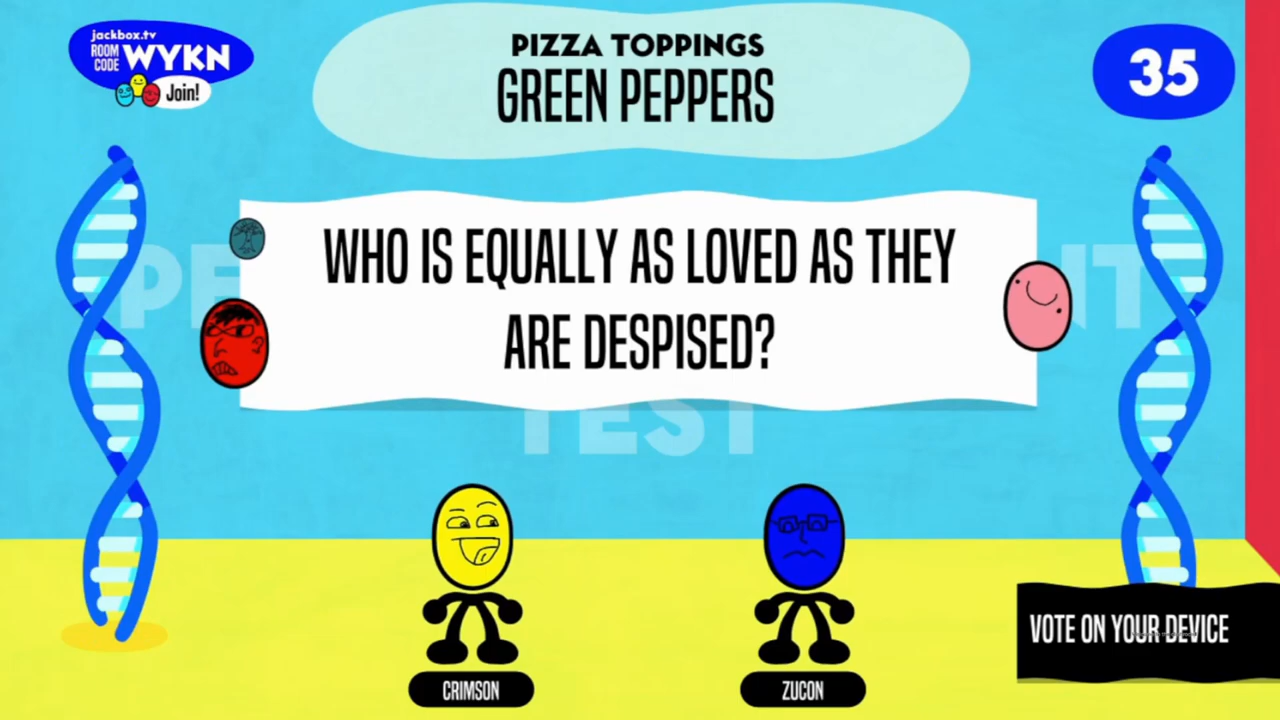 jackbox.tv
ROOM CODE WYKN
Join!
PIZZA TOPPINGS
GREEN PEPPERS
35
WHO IS EQUALLY AS LOVED AS THEY
ARE DESPISED?
TEST
CRIMSON
ZUCON
VOTE ON YOUR DEVICE